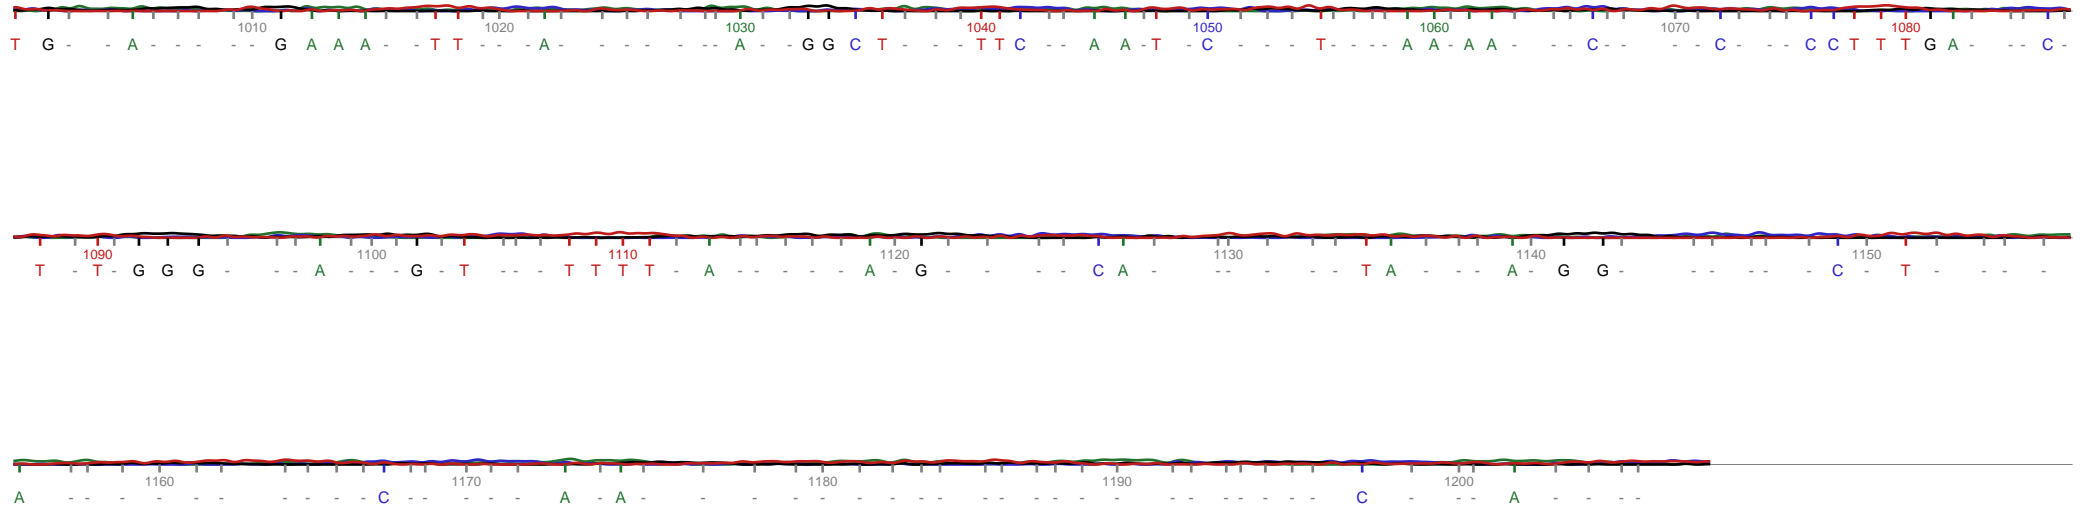 1010 1020 1030 1040 1050 1060 1070 1080
T G - - A - - - - - - G A A A - - T T - - - A - - - - - - - - A - - G G C T - - - T T C - - A A - T - C - - - - T - - - - A A - A A - - - C - - - - C - - - - C C T T T G A - - - C -
1090 1100 1110 1120 1130 1140 1150
T - T - G G G - - - A - - - G - T - - - - T T T T - A - - - - A - G - - - - - C A - - - - - - - T A - - - - A - G G - - - - - - - C - T - - - -
1160 1170 1180 1190 1200
A - - - - - - - - - - - C - - - - - A - A - - - - - - - - - - - - - - - - - - - - - - C - - - A - - - -